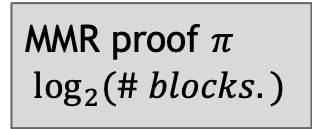 MMR proof π
log₂(# blocks.)